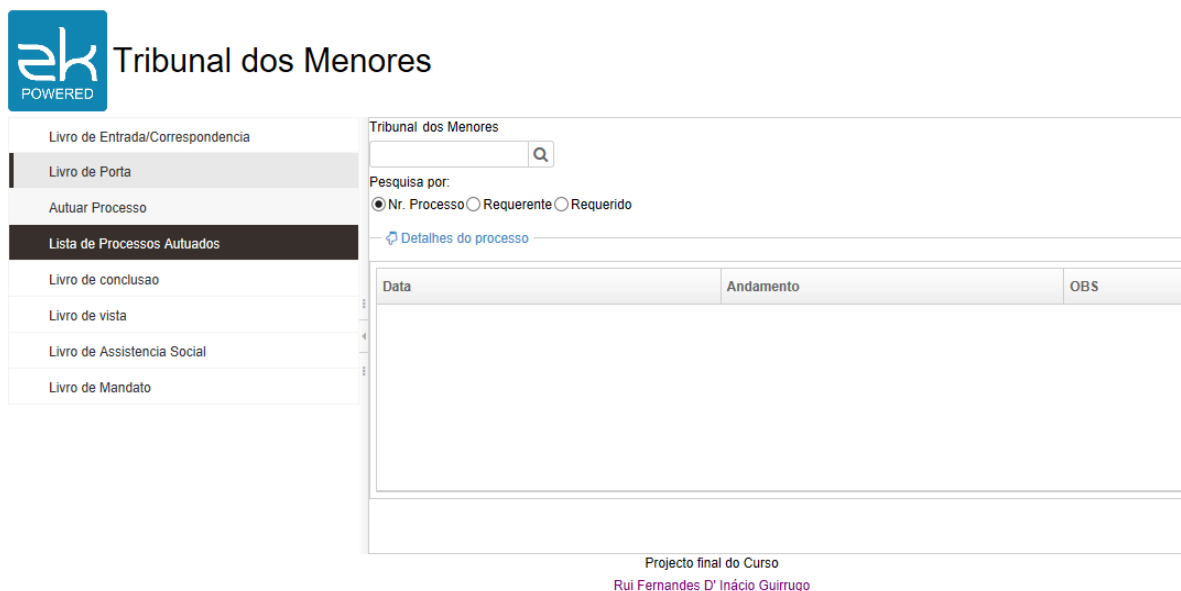 zk
POWERED
Tribunal dos Menores
Livro de Entrada/Correspondencia
Livro de Porta
Autuar Processo
Lista de Processos Autuados
Livro de conclusao
Livro de vista
Livro de Assistencia Social
Livro de Mandato
Tribunal dos Menores
Pesquisa por:
Nr. Processo Requerente Requerido
Detalhes do processo
Data Andamento OBS
Projecto final do Curso
Rui Fernandes D' Inácio Guirrugo